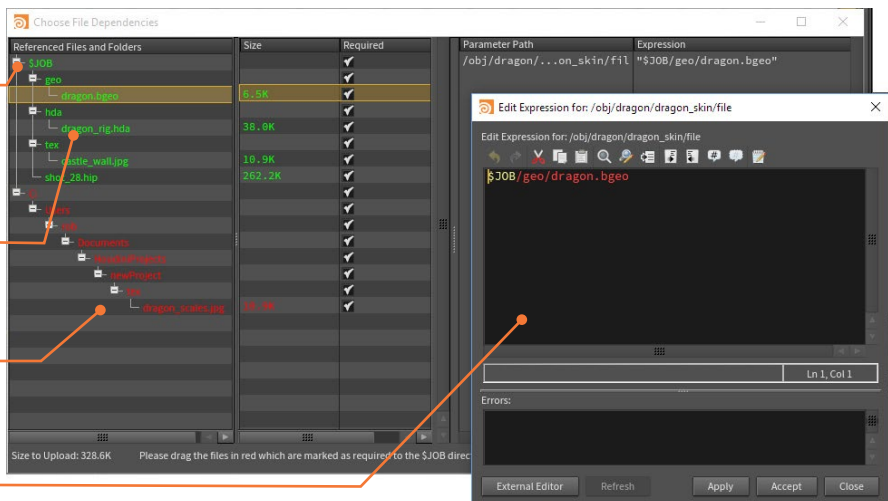 Choose File Dependencies
Referenced Files and Folders Size Required Parameter Path Expression
$JOB /obj/dragon/...on_skin/fil "$JOB/geo/dragon.bgeo"
geo
dragon.bgeo 6.5K
hda
dragon_rig.hda 38.0K
tex
castle_wall.jpg 10.9K
shot_28.hip 262.2K
Users
Documents
newProject
dragon_scales.jpg
Size to Upload: 328.6K Please drag the files in red which are marked as required to the $JOB direc
Edit Expression for: /obj/dragon/dragon_skin/file
Edit Expression for: /obj/dragon/dragon_skin/file
$JOB/geo/dragon.bgeo
Ln 1, Col 1
Errors:
External Editor Refresh Apply Accept Close